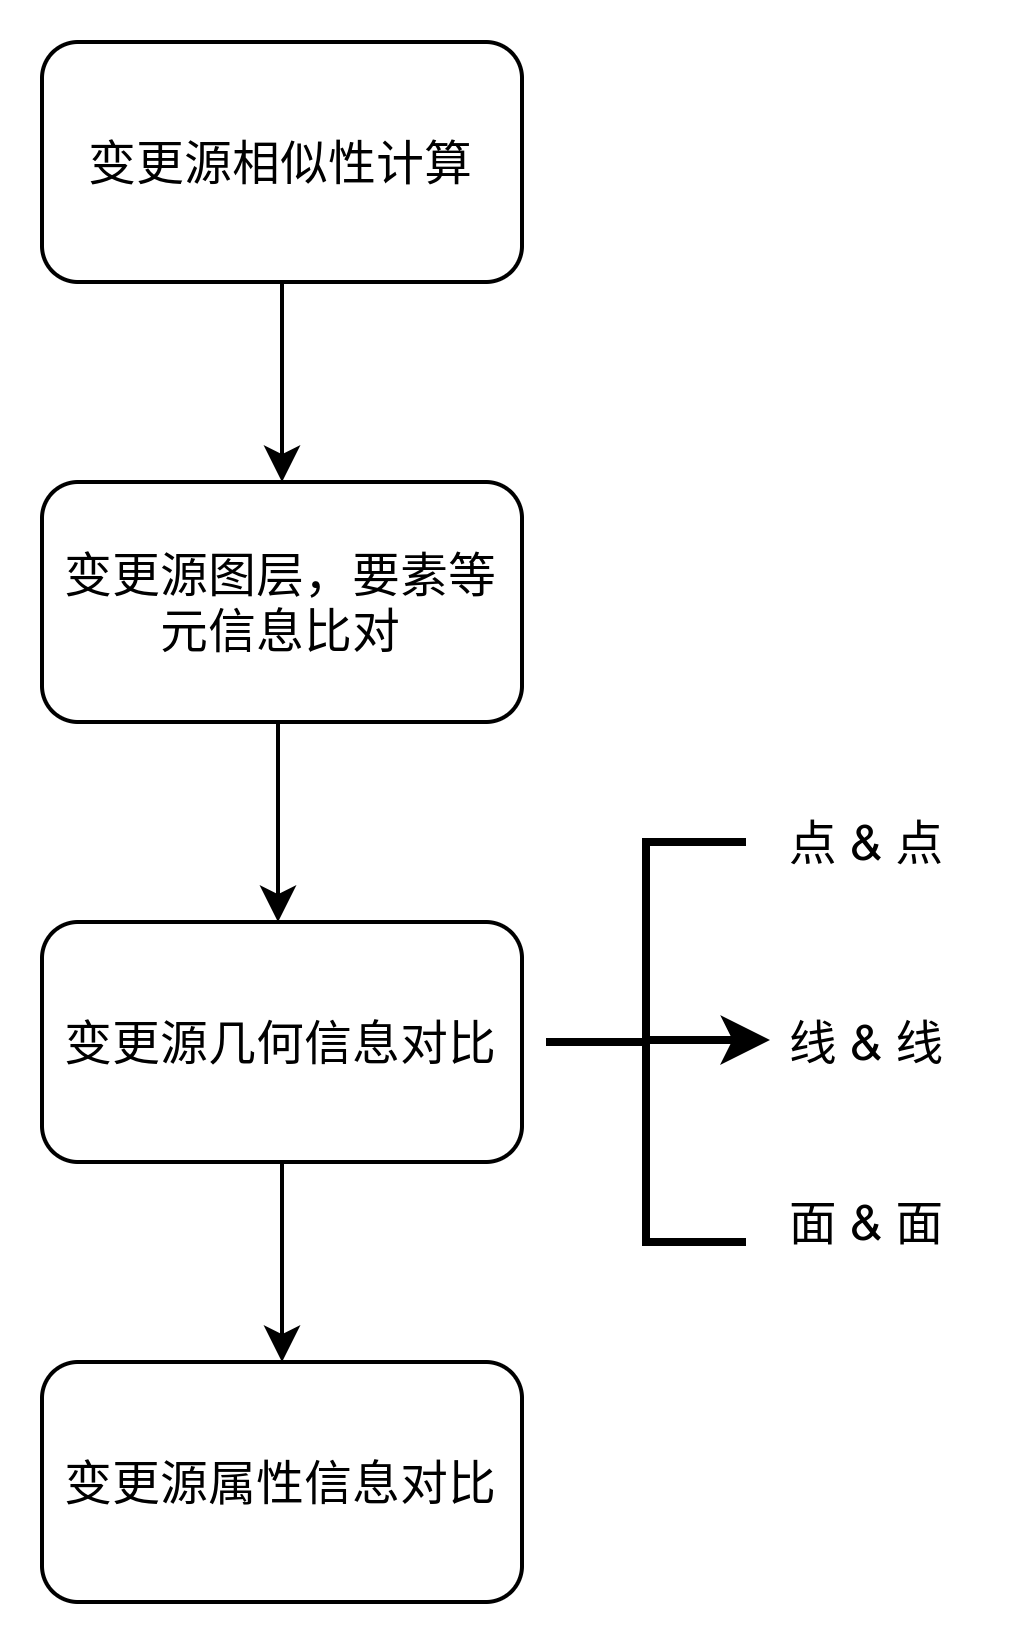 变更源相似性计算
变更源图层，要素等
元信息比对
变更源几何信息对比
点 & 点
线 & 线
面 & 面
变更源属性信息对比